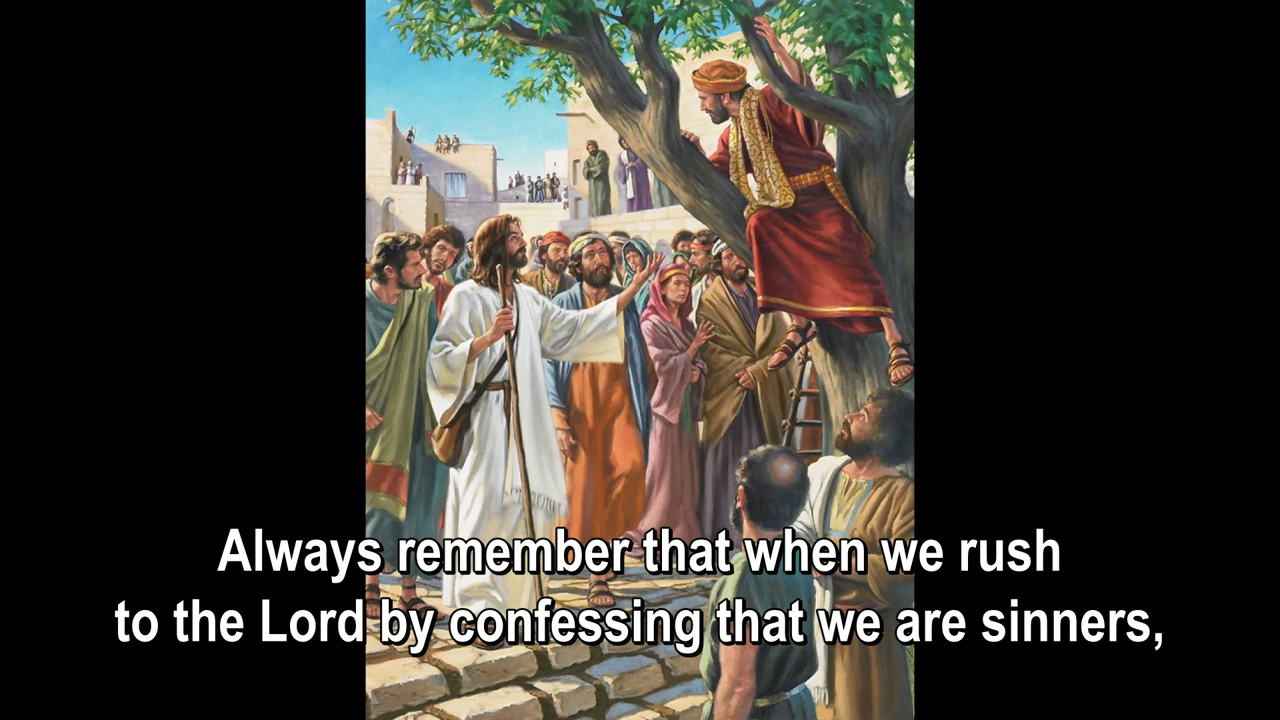 Always remember that when we rush
to the Lord by confessing that we are sinners,